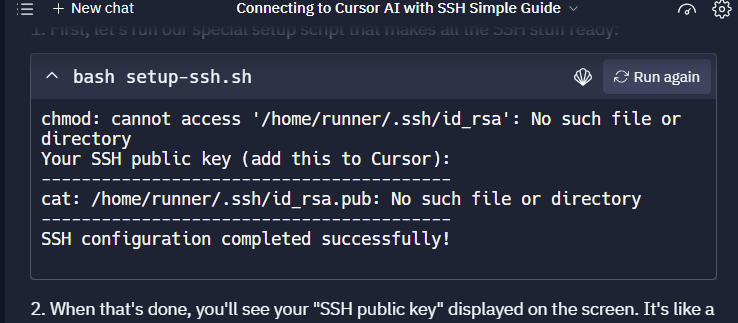 + New chat
Connecting to Cursor AI with SSH Simple Guide
1. First, let's run our special setup script that makes all the SSH stuff ready:
bash setup-ssh.sh
Run again
chmod: cannot access '/home/runner/.ssh/id_rsa': No such file or
directory
Your SSH public key (add this to Cursor):
-----------------------------------------
cat: /home/runner/.ssh/id_rsa.pub: No such file or directory
-----------------------------------------
SSH configuration completed successfully!
2. When that's done, you'll see your "SSH public key" displayed on the screen. It's like a